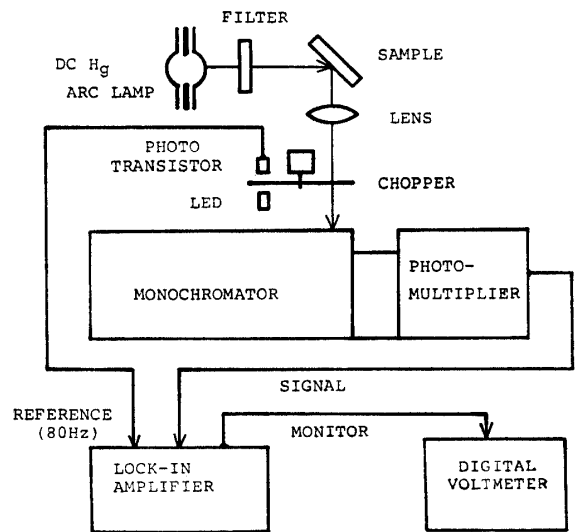 FILTER
DC Hg
ARC LAMP
SAMPLE
LENS
PHOTO
TRANSISTOR
CHOPPER
LED
MONOCHROMATOR
PHOTO-
MULTIPLIER
SIGNAL
REFERENCE
(80Hz)
MONITOR
LOCK-IN
AMPLIFIER
DIGITAL
VOLTMETER